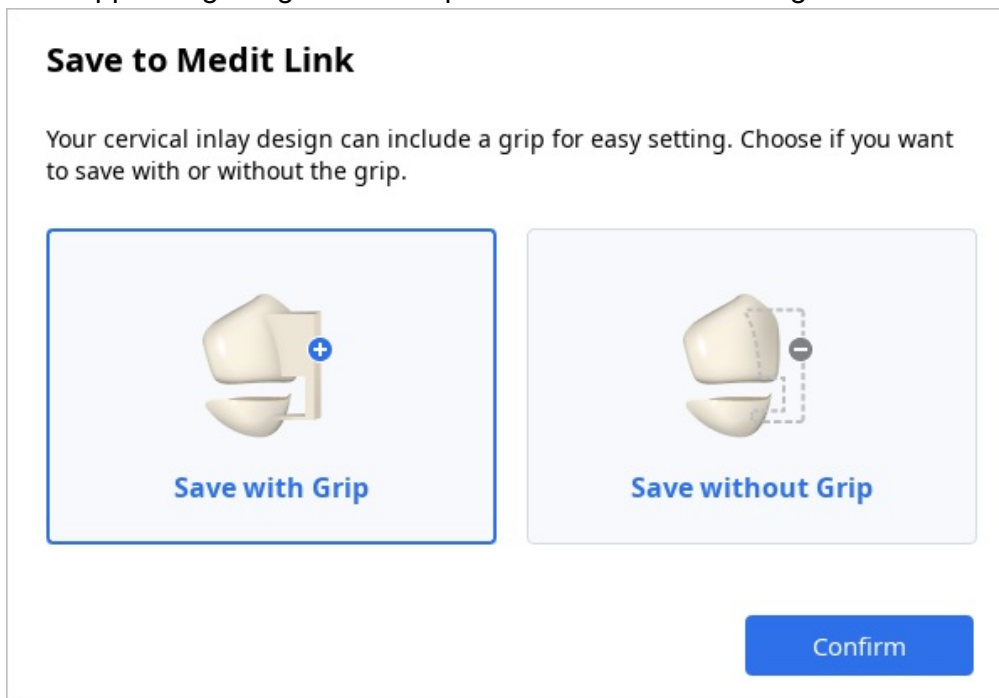 Save to Medit Link
Your cervical inlay design can include a grip for easy setting. Choose if you want
to save with or without the grip.
Save with Grip
Save without Grip
Confirm